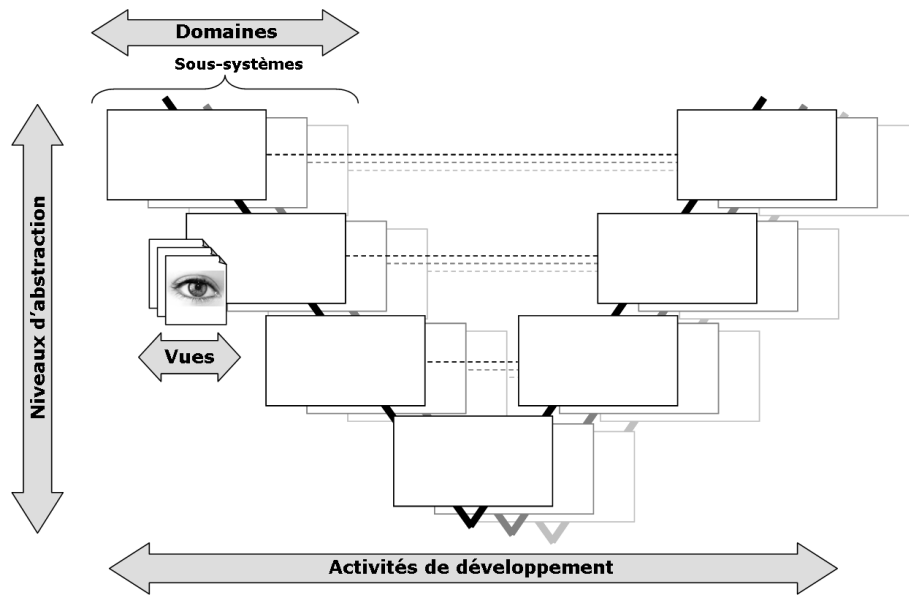 Domaines
Sous-systèmes
Niveaux d'abstraction
Vues
Activités de développement